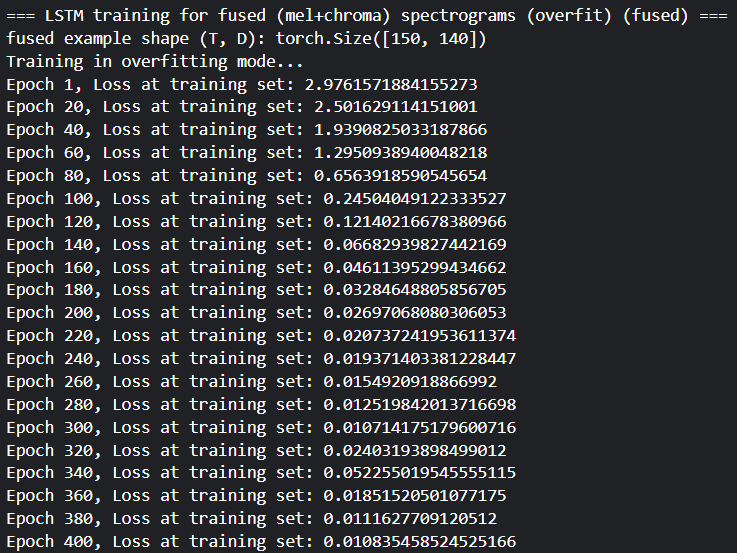 === LSTM training for fused (mel+chroma) spectrograms (overfit) (fused) ===
fused example shape (T, D): torch.Size([150, 140])
Training in overfitting mode...
Epoch 1, Loss at training set: 2.9761571884155273
Epoch 20, Loss at training set: 2.501629114151001
Epoch 40, Loss at training set: 1.9390825033187866
Epoch 60, Loss at training set: 1.2950938940048218
Epoch 80, Loss at training set: 0.6563918590545654
Epoch 100, Loss at training set: 0.24504049122333527
Epoch 120, Loss at training set: 0.12140216678380966
Epoch 140, Loss at training set: 0.06682939827442169
Epoch 160, Loss at training set: 0.04611395299434662
Epoch 180, Loss at training set: 0.03284648805856705
Epoch 200, Loss at training set: 0.02697068080306053
Epoch 220, Loss at training set: 0.020737241953611374
Epoch 240, Loss at training set: 0.019371403381228447
Epoch 260, Loss at training set: 0.0154920918866992
Epoch 280, Loss at training set: 0.012519842013716698
Epoch 300, Loss at training set: 0.010714175179600716
Epoch 320, Loss at training set: 0.02403193898499012
Epoch 340, Loss at training set: 0.052255019545555115
Epoch 360, Loss at training set: 0.01851520501077175
Epoch 380, Loss at training set: 0.0111627709120512
Epoch 400, Loss at training set: 0.010835458524525166